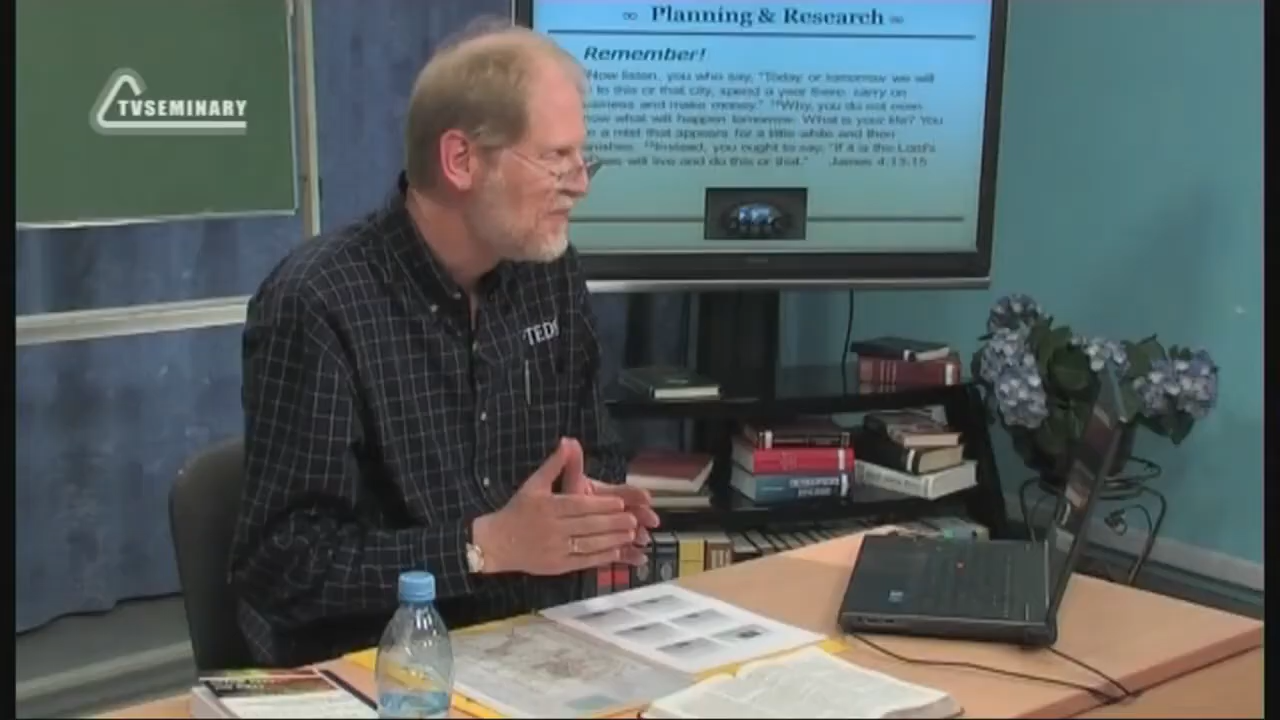 TVSEMINARY
∞ Planning & Research ∞
Remember!
Now listen, you who say, "Today or tomorrow we will
to this or that city, spend a year there, carry on
business and make money." ¹⁴Why, you do not even
know what will happen tomorrow. What is your life? You
a mist that appears for a little while and then
vanishes. ¹⁵Instead, you ought to say, "If it is the Lord's
will live and do this or that." James 4:13-15
TEDS